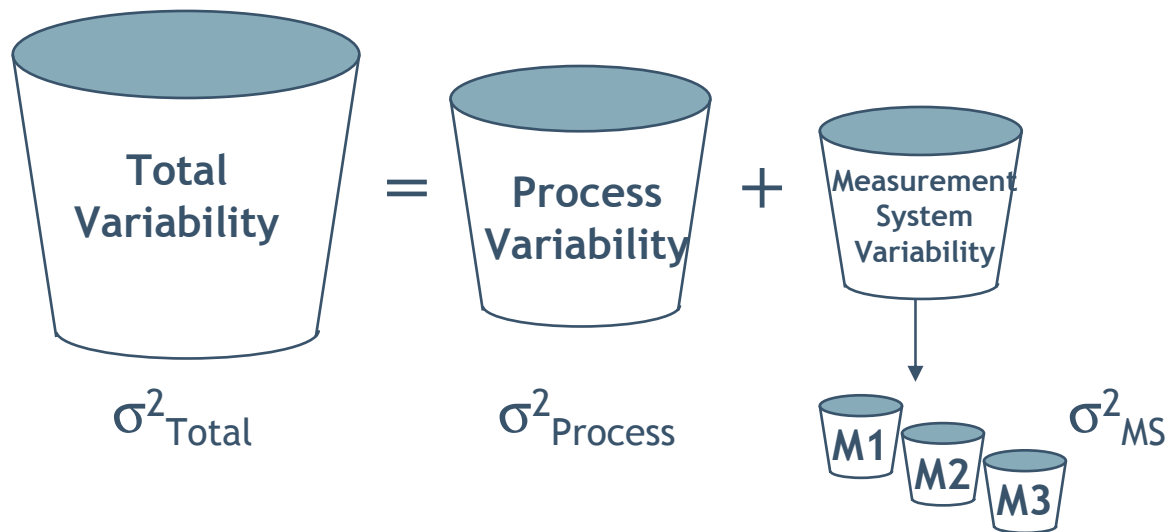 Total
Variability
=
Process
Variability
+
Measurement
System
Variability
σ²Total
σ²Process
σ²MS
M1
M2
M3